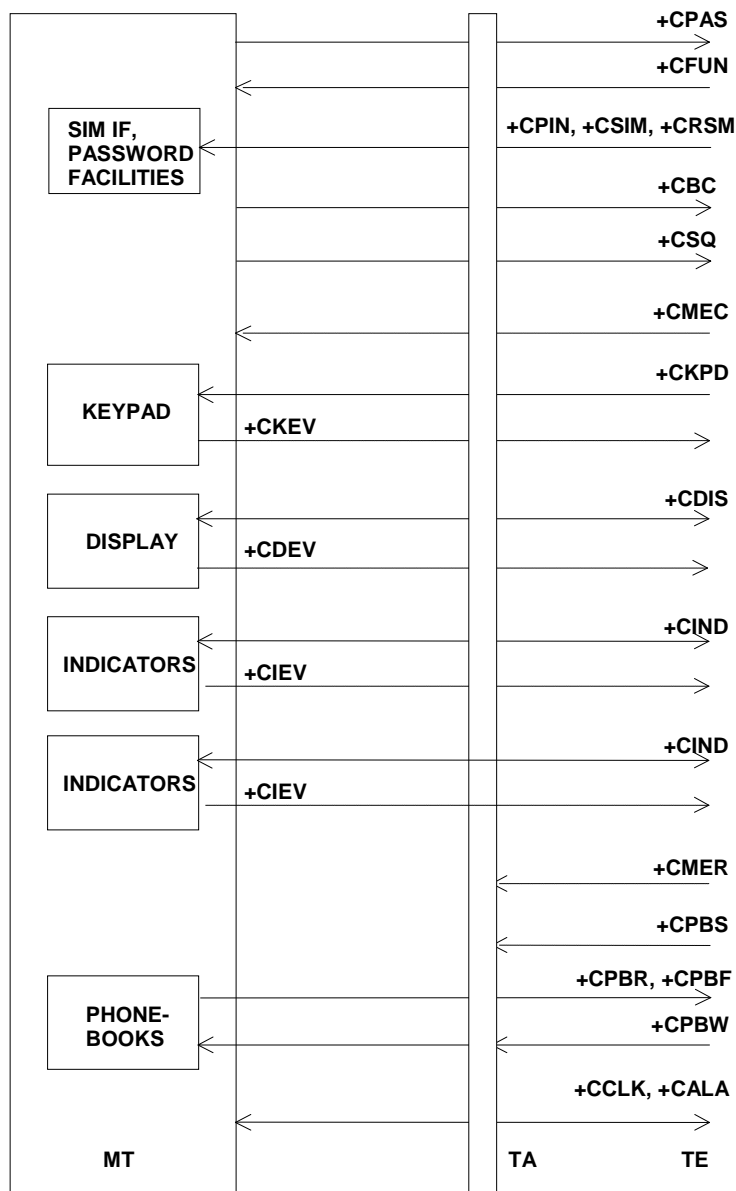 +CPAS
+CFUN
SIM IF,
PASSWORD
FACILITIES
+CPIN, +CSIM, +CRSM
+CBC
+CSQ
+CMEC
+CKPD
KEYPAD
+CKEV
+CDIS
DISPLAY
+CDEV
+CIND
INDICATORS
+CIEV
+CIND
INDICATORS
+CIEV
+CMER
+CPBS
+CPBR, +CPBF
PHONE-
BOOKS
+CPBW
+CCLK, +CALA
MT TA TE